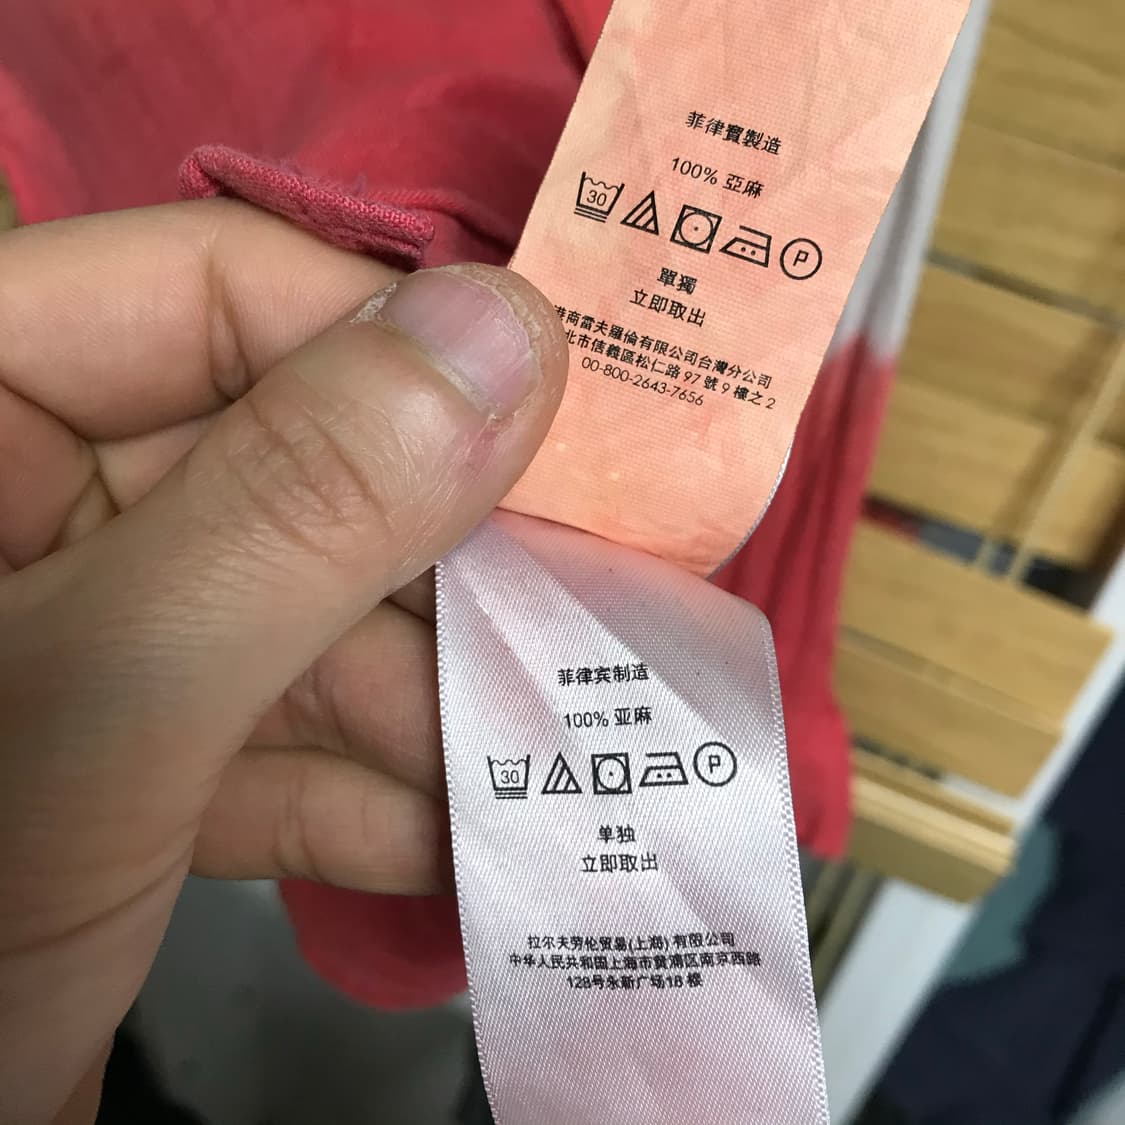 菲律賓製造
100% 亞麻
30
P
單獨
立即取出
港商雷夫羅倫有限公司台灣分公司
北市信義區松仁路 97 號 9 樓之 2
00-800-2643-7656
菲律宾制造
100% 亚麻
30
P
单独
立即取出
拉尔夫劳伦贸易(上海) 有限公司
中华人民共和国上海市黄浦区南京西路
128号永新广场18 楼